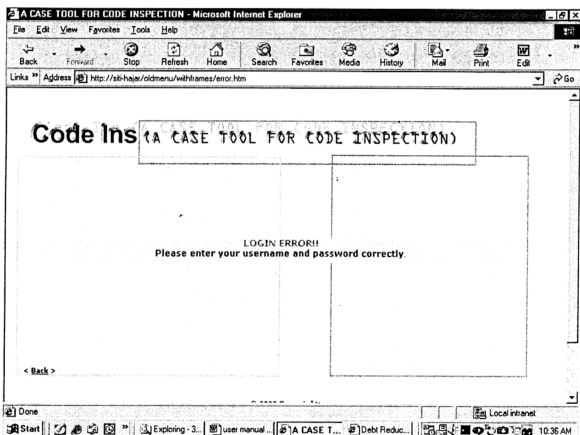 A CASE TOOL FOR CODE INSPECTION - Microsoft Internet Explorer
File Edit View Favorites Tools Help
Back Forward Stop Refresh Home Search Favorites Media History Mail Print Edit
Links » Address http://siti-hajar/oldmenu/withframes/error.htm Go
Code Ins
(A CASE TOOL FOR CODE INSPECTION)
LOGIN ERROR!!
Please enter your username and password correctly.
< Back >
Done Local intranet
Start » Exploring - 3... user manual ... A CASE T... Debt Reduc... 10:36 AM